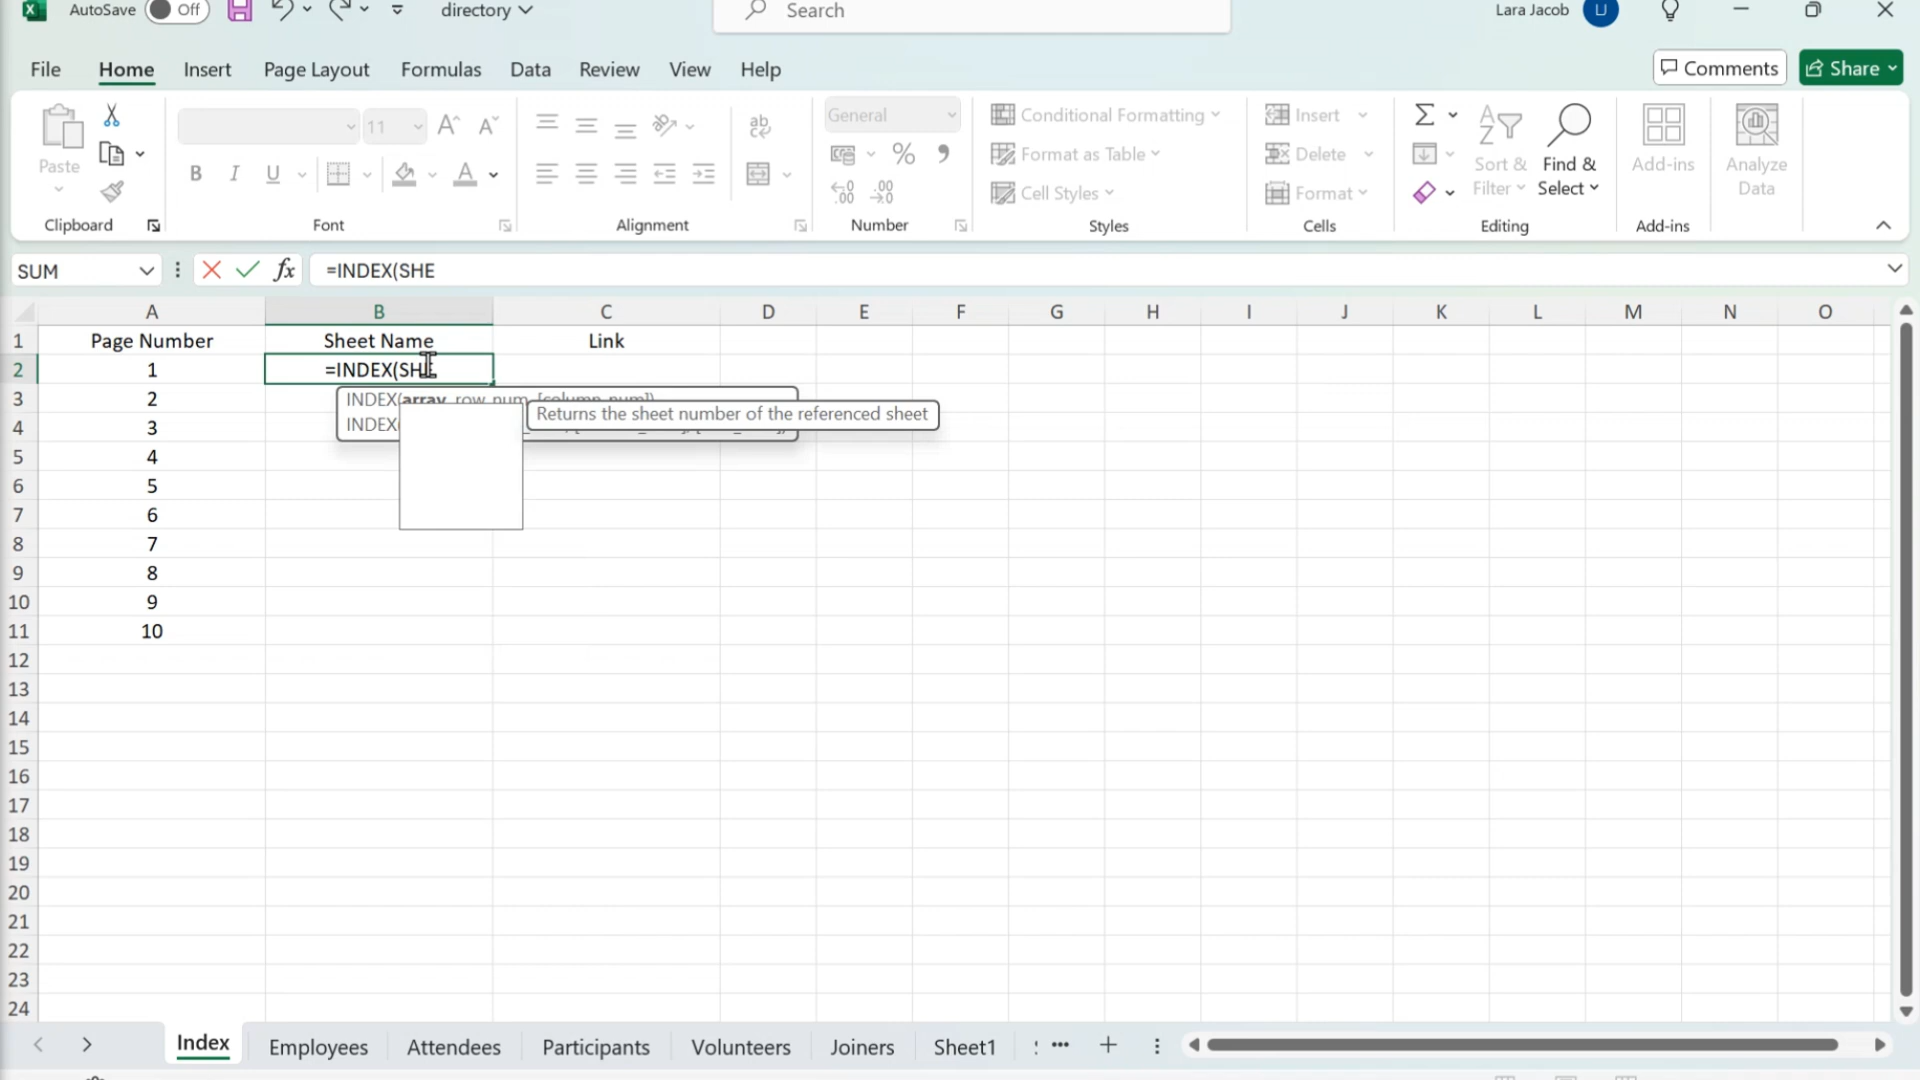 AutoSave Off directory Search Lara Jacob
File Home Insert Page Layout Formulas Data Review View Help Comments Share
Paste 11 B I U ab General % Conditional Formatting Format as Table Cell Styles Insert Delete Format Sort & Filter Find & Select Add-ins Analyze Data
Clipboard Font Alignment Number Styles Cells Editing Add-ins
SUM fx =INDEX(SHE
A B C D E F G H I J K L M N O
1 Page Number Sheet Name Link
2 1 =INDEX(SHE
3 2 INDEX(array, row_num, [column_num])
Returns the sheet number of the referenced sheet
4 3 INDEX(
5 4
6 5
7 6
8 7
9 8
10 9
11 10
12
13
14
15
16
17
18
19
20
21
22
23
24
Index Employees Attendees Participants Volunteers Joiners Sheet1